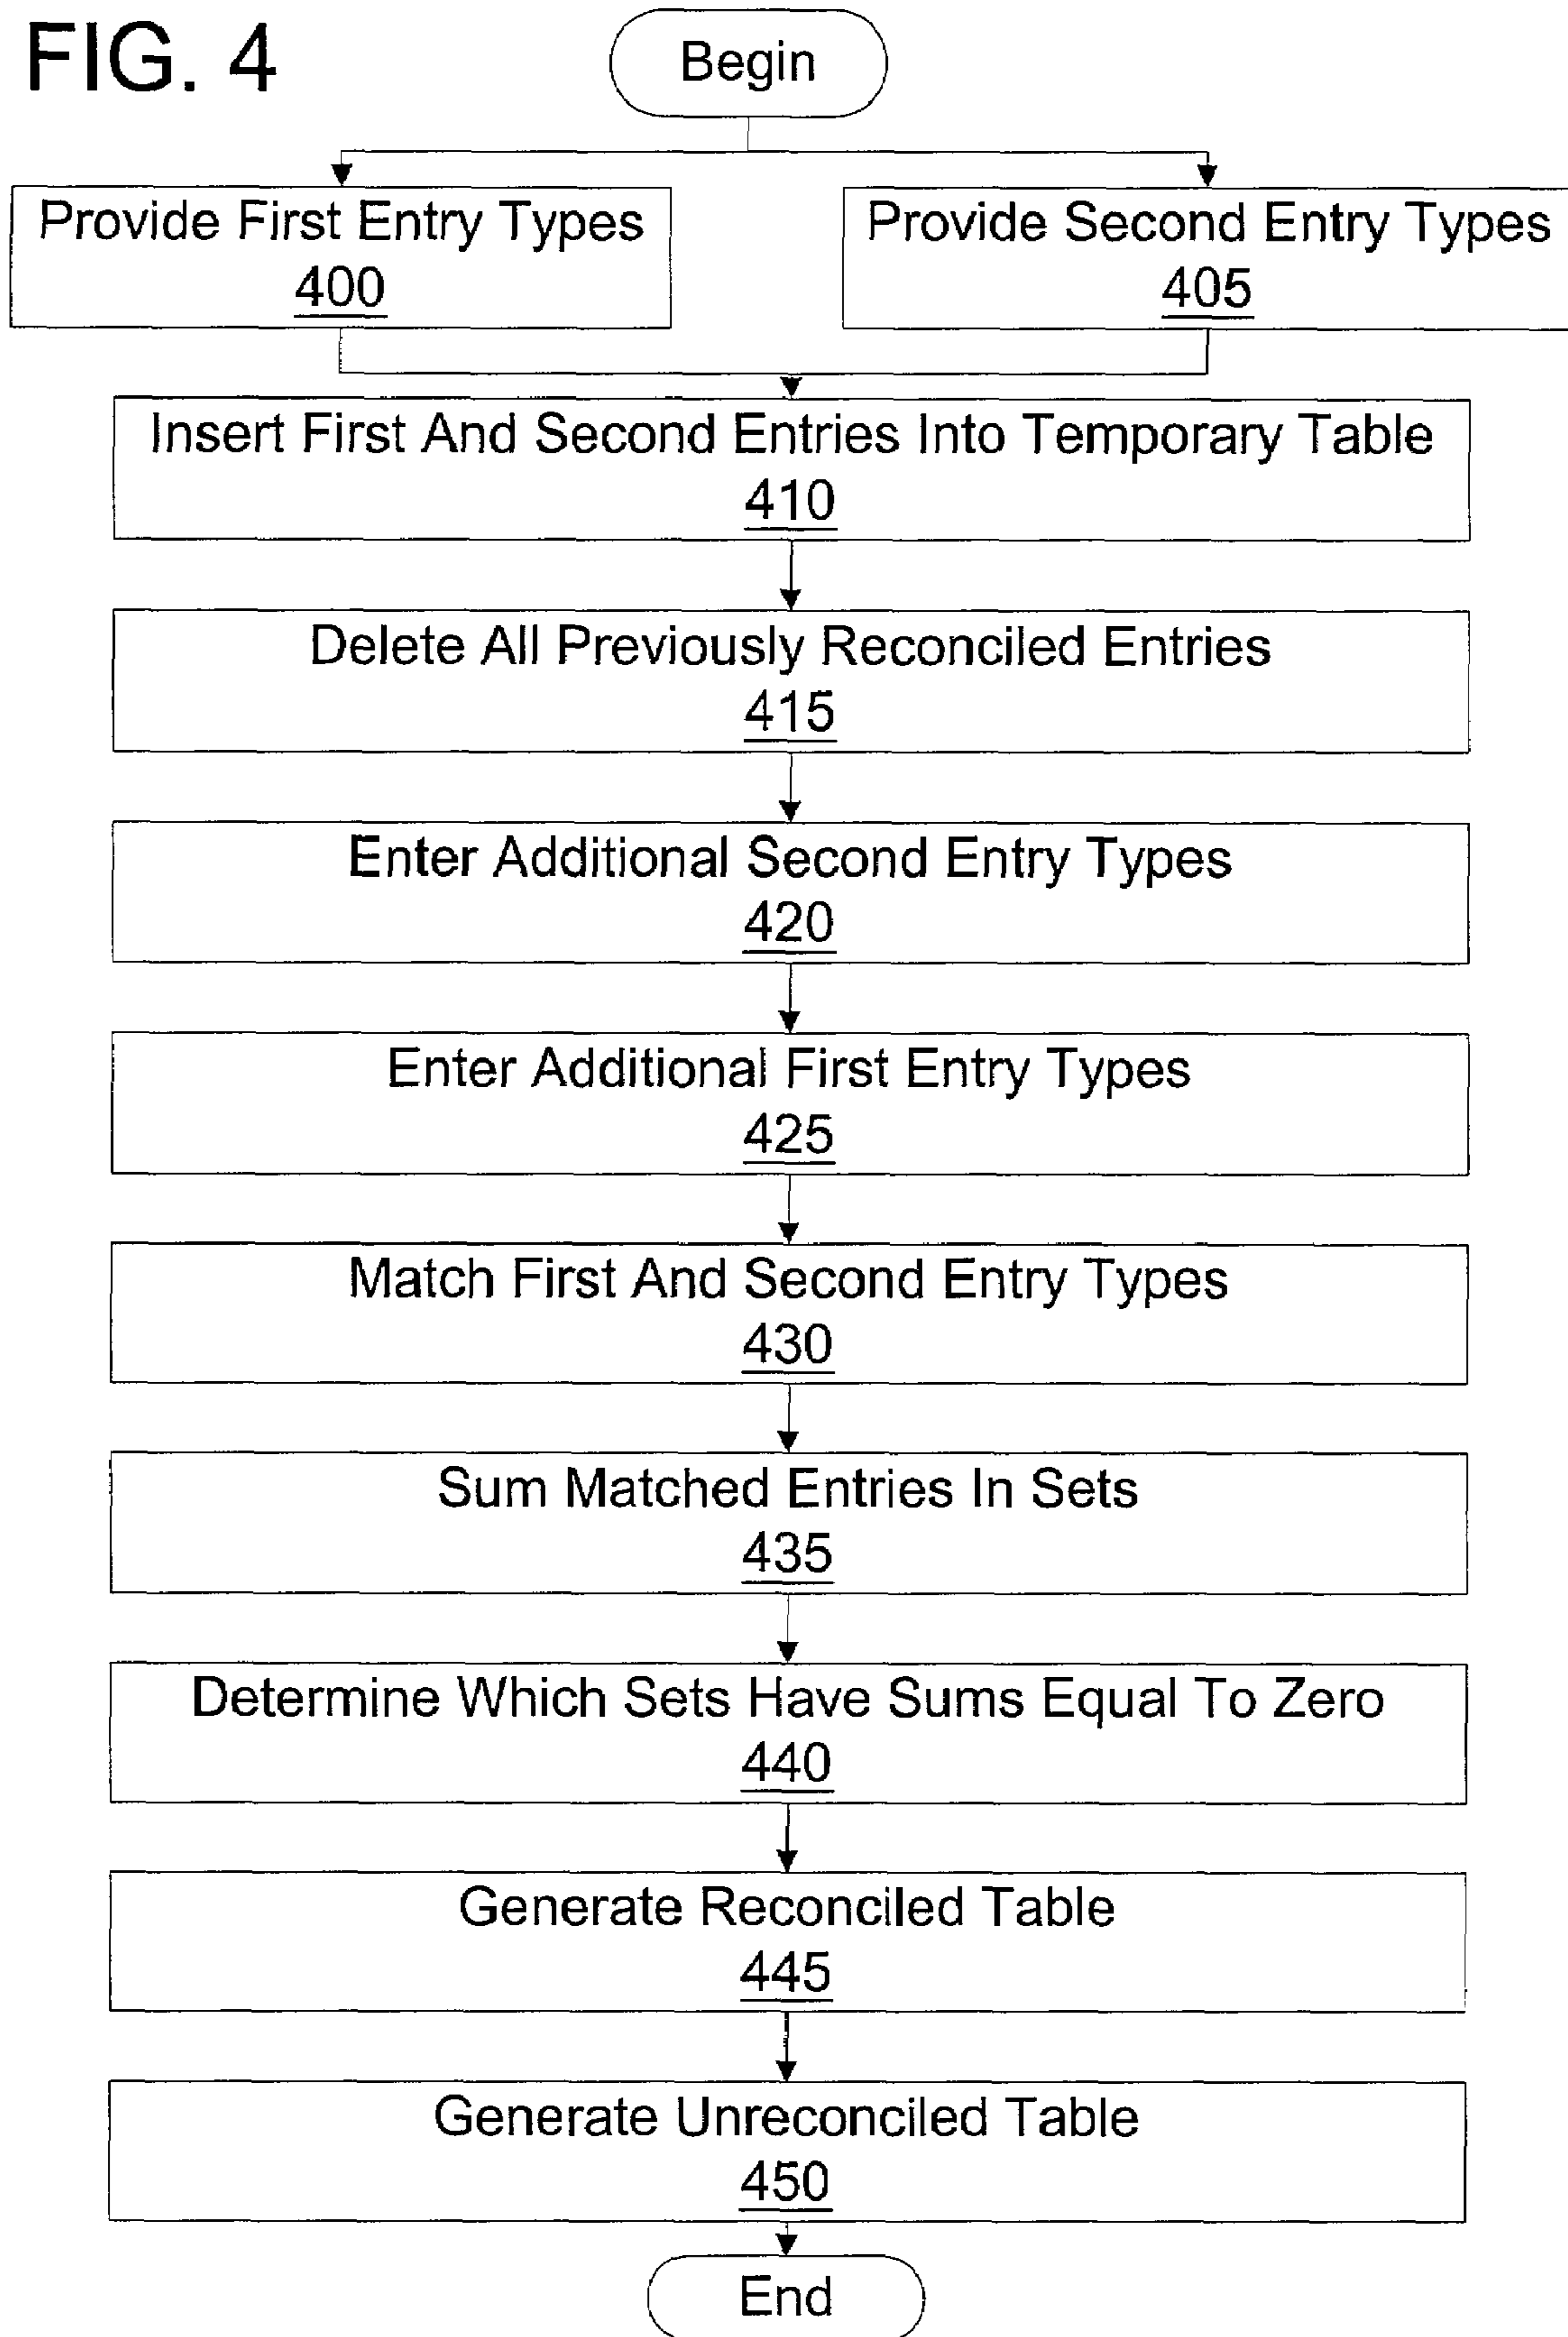 FIG. 4
Begin
Provide First Entry Types
400
Provide Second Entry Types
405
Insert First And Second Entries Into Temporary Table
410
Delete All Previously Reconciled Entries
415
Enter Additional Second Entry Types
420
Enter Additional First Entry Types
425
Match First And Second Entry Types
430
Sum Matched Entries In Sets
435
Determine Which Sets Have Sums Equal To Zero
440
Generate Reconciled Table
445
Generate Unreconciled Table
450
End